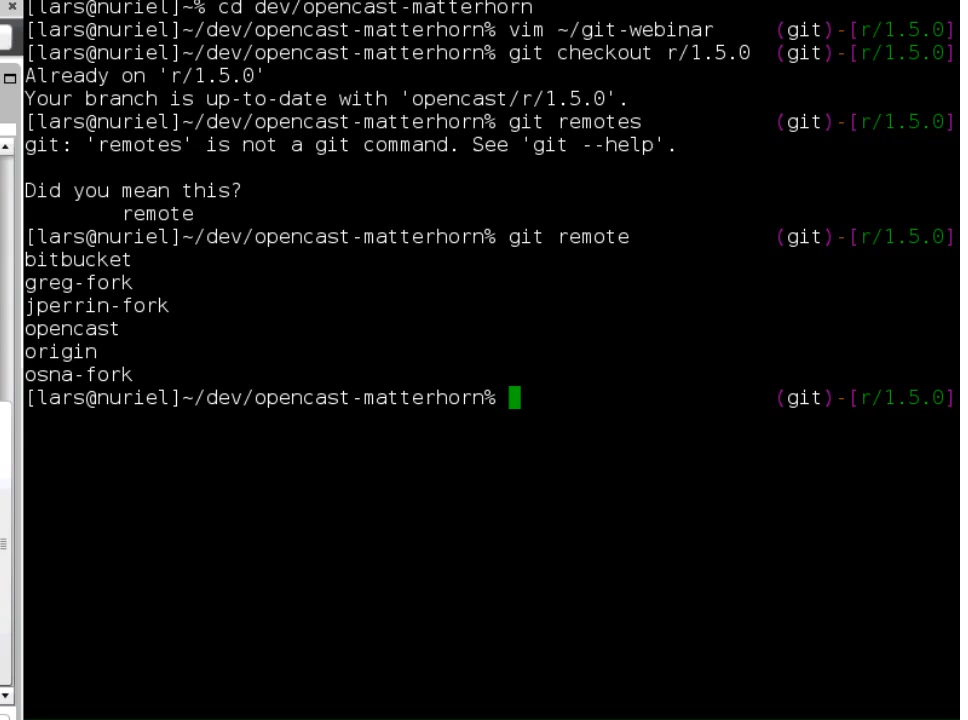 [lars@nuriel]~% cd dev/opencast-matterhorn
[lars@nuriel]~/dev/opencast-matterhorn% vim ~/git-webinar (git)-[r/1.5.0]
[lars@nuriel]~/dev/opencast-matterhorn% git checkout r/1.5.0 (git)-[r/1.5.0]
Already on 'r/1.5.0'
Your branch is up-to-date with 'opencast/r/1.5.0'.
[lars@nuriel]~/dev/opencast-matterhorn% git remotes (git)-[r/1.5.0]
git: 'remotes' is not a git command. See 'git --help'.
Did you mean this?
remote
[lars@nuriel]~/dev/opencast-matterhorn% git remote (git)-[r/1.5.0]
bitbucket
greg-fork
jperrin-fork
opencast
origin
osna-fork
[lars@nuriel]~/dev/opencast-matterhorn% (git)-[r/1.5.0]